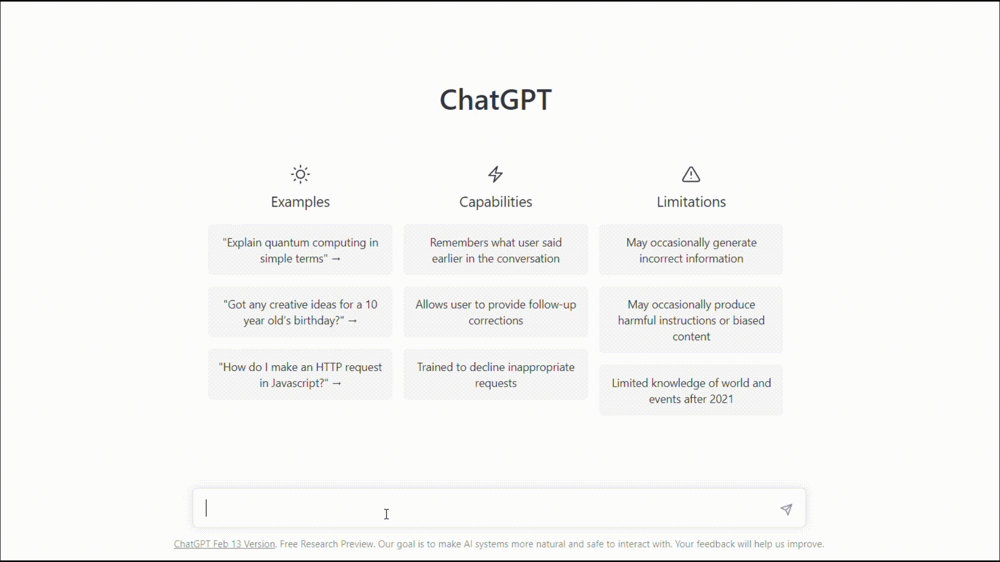 ChatGPT
Examples
"Explain quantum computing in
simple terms" →
"Got any creative ideas for a 10
year old's birthday?" →
"How do I make an HTTP request
in Javascript?" →
Capabilities
Remembers what user said
earlier in the conversation
Allows user to provide follow-up
corrections
Trained to decline inappropriate
requests
Limitations
May occasionally generate
incorrect information
May occasionally produce
harmful instructions or biased
content
Limited knowledge of world and
events after 2021
ChatGPT Feb 13 Version. Free Research Preview. Our goal is to make AI systems more natural and safe to interact with. Your feedback will help us improve.